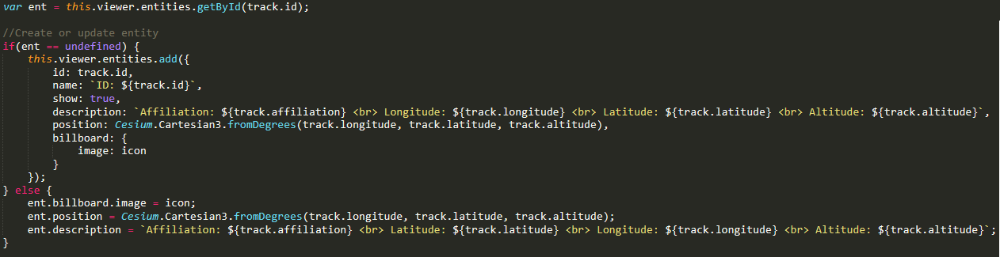 var ent = this.viewer.entities.getById(track.id);
//Create or update entity
if(ent == undefined) {
this.viewer.entities.add({
id: track.id,
name: `ID: ${track.id}`,
show: true,
description: `Affiliation: ${track.affiliation} <br> Longitude: ${track.longitude} <br> Latitude: ${track.latitude} <br> Altitude: ${track.altitude}`,
position: Cesium.Cartesian3.fromDegrees(track.longitude, track.latitude, track.altitude),
billboard: {
image: icon
}
});
} else {
ent.billboard.image = icon;
ent.position = Cesium.Cartesian3.fromDegrees(track.longitude, track.latitude, track.altitude);
ent.description = `Affiliation: ${track.affiliation} <br> Latitude: ${track.latitude} <br> Longitude: ${track.longitude} <br> Altitude: ${track.altitude}`;
}